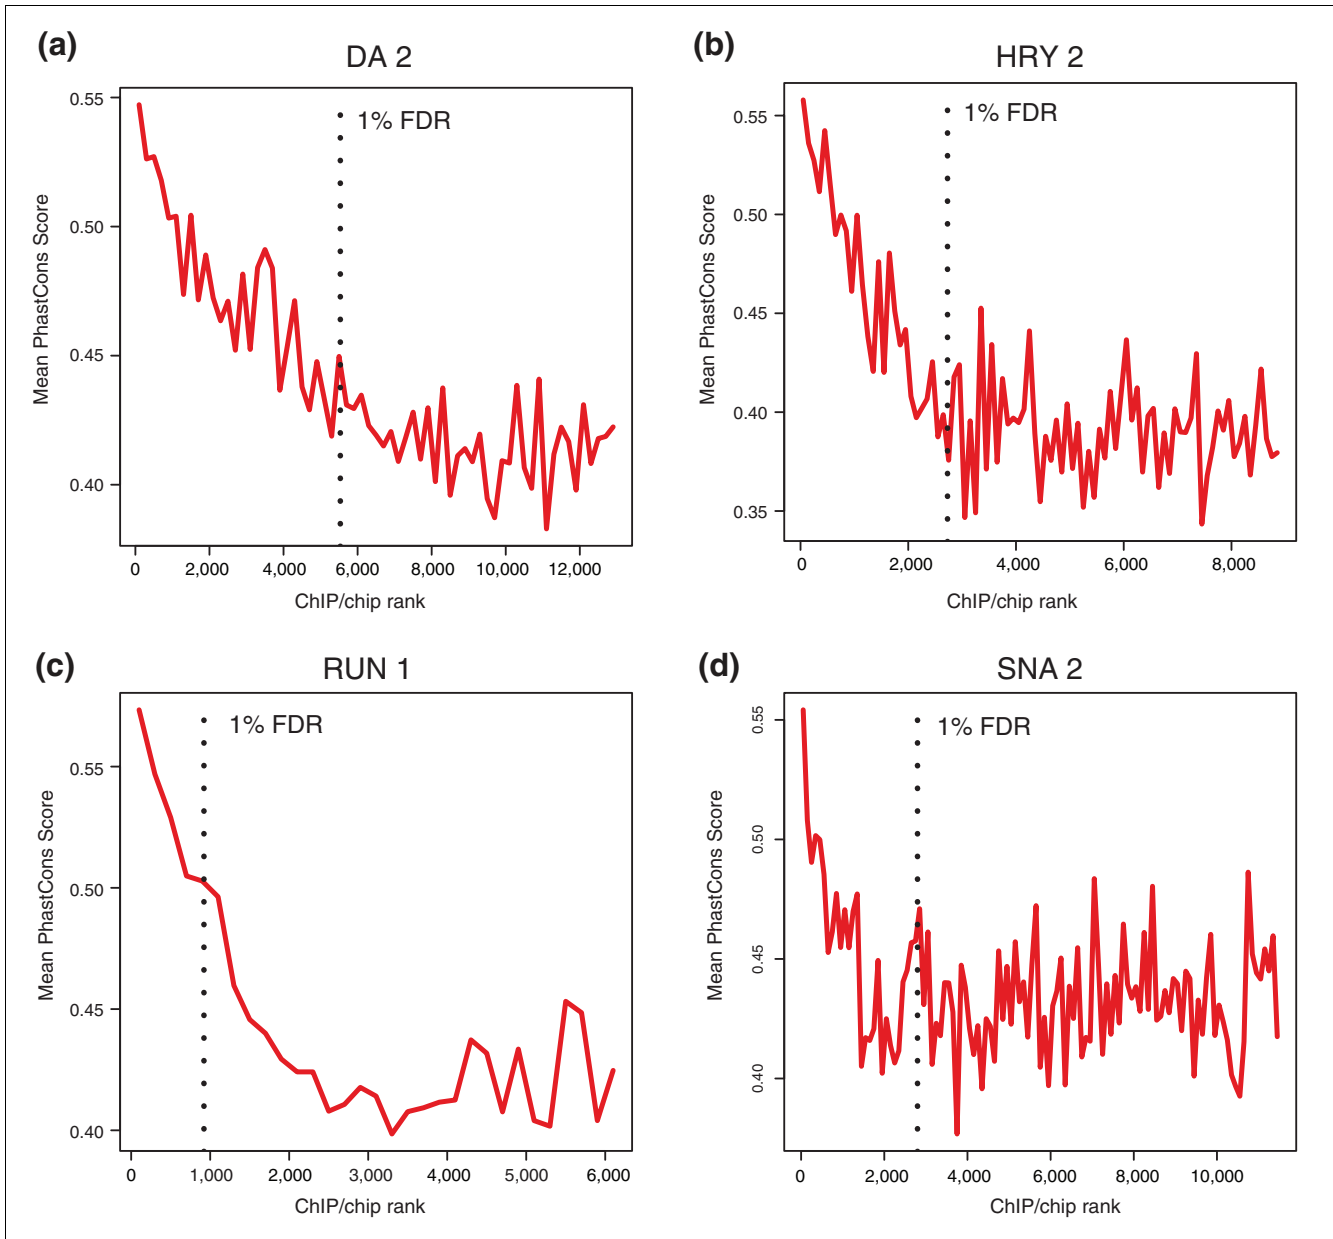 (a)
DA 2
1% FDR
Mean PhastCons Score
0.55
0.50
0.45
0.40
0
2,000
4,000
6,000
8,000
10,000
12,000
ChIP/chip rank
(b)
HRY 2
1% FDR
Mean PhastCons Score
0.55
0.50
0.45
0.40
0.35
0
2,000
4,000
6,000
8,000
ChIP/chip rank
(c)
RUN 1
1% FDR
Mean PhastCons Score
0.55
0.50
0.45
0.40
0
1,000
2,000
3,000
4,000
5,000
6,000
ChIP/chip rank
(d)
SNA 2
1% FDR
Mean PhastCons Score
0.55
0.50
0.45
0.40
0
2,000
4,000
6,000
8,000
10,000
ChIP/chip rank